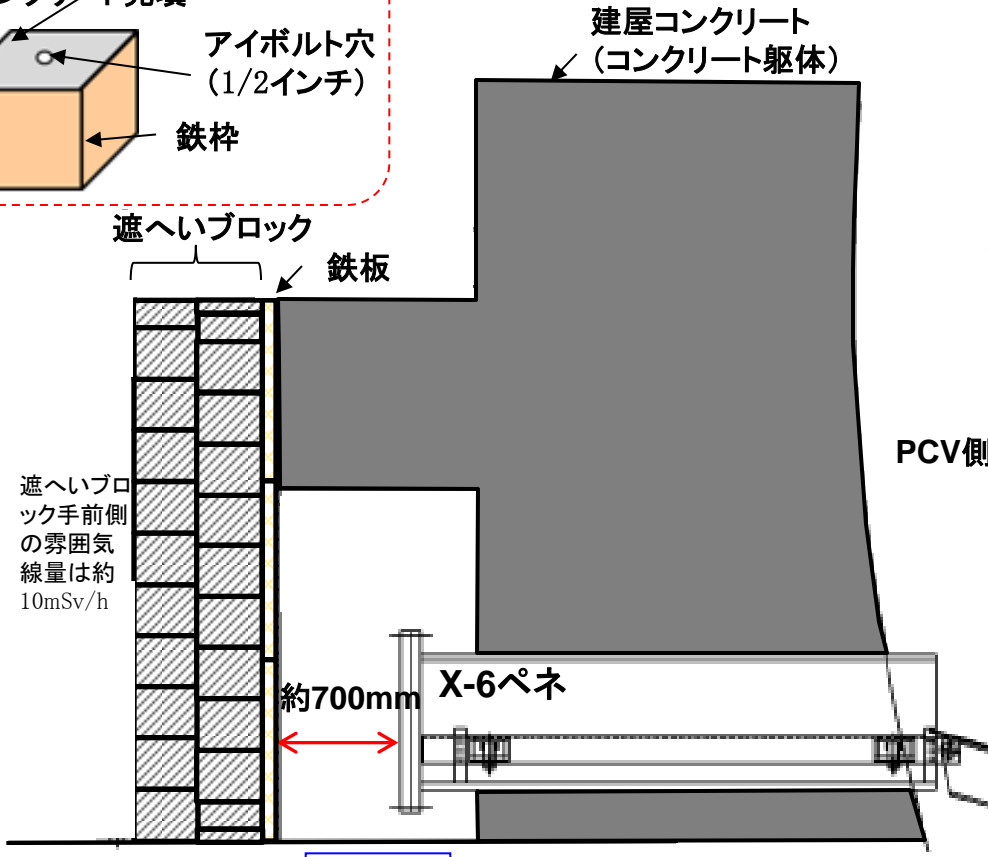 アイボルト穴
（1/2インチ）
鉄枠
建屋コンクリート
（コンクリート躯体）
遮へいブロック
鉄板
PCV側
遮へいブロ
ック手前側
の雰囲気
線量は約
10mSv/h
約700mm
X-6ペネ